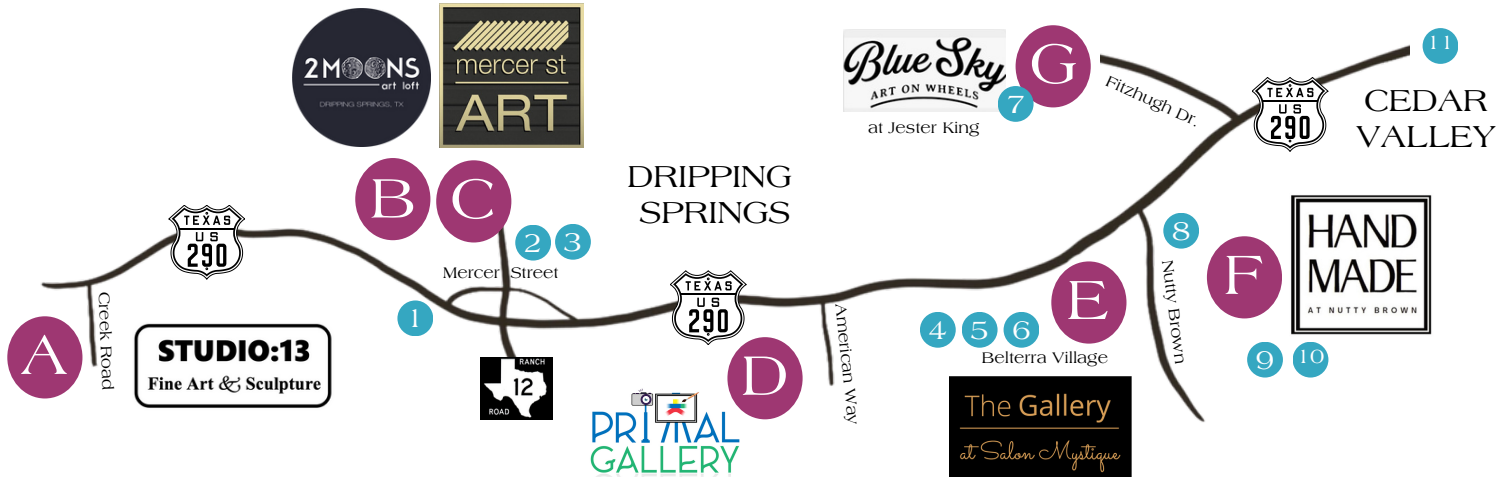 2MOONS
art loft
DRIPPING SPRINGS, TX
mercer st
ART
Blue Sky
ART ON WHEELS
at Jester King
G
7
Fitzhugh Dr.
TEXAS
US
290
11
CEDAR
VALLEY
DRIPPING
SPRINGS
B
C
2
3
Mercer Street
TEXAS
US
290
1
A
Creek Road
STUDIO:13
Fine Art & Sculpture
RANCH
12
ROAD
TEXAS
US
290
D
PRIMAL
GALLERY
American Way
4
5
6
E
Belterra Village
The Gallery
at Salon Mystique
8
Nutty Brown
F
HAND
MADE
AT NUTTY BROWN
9
10